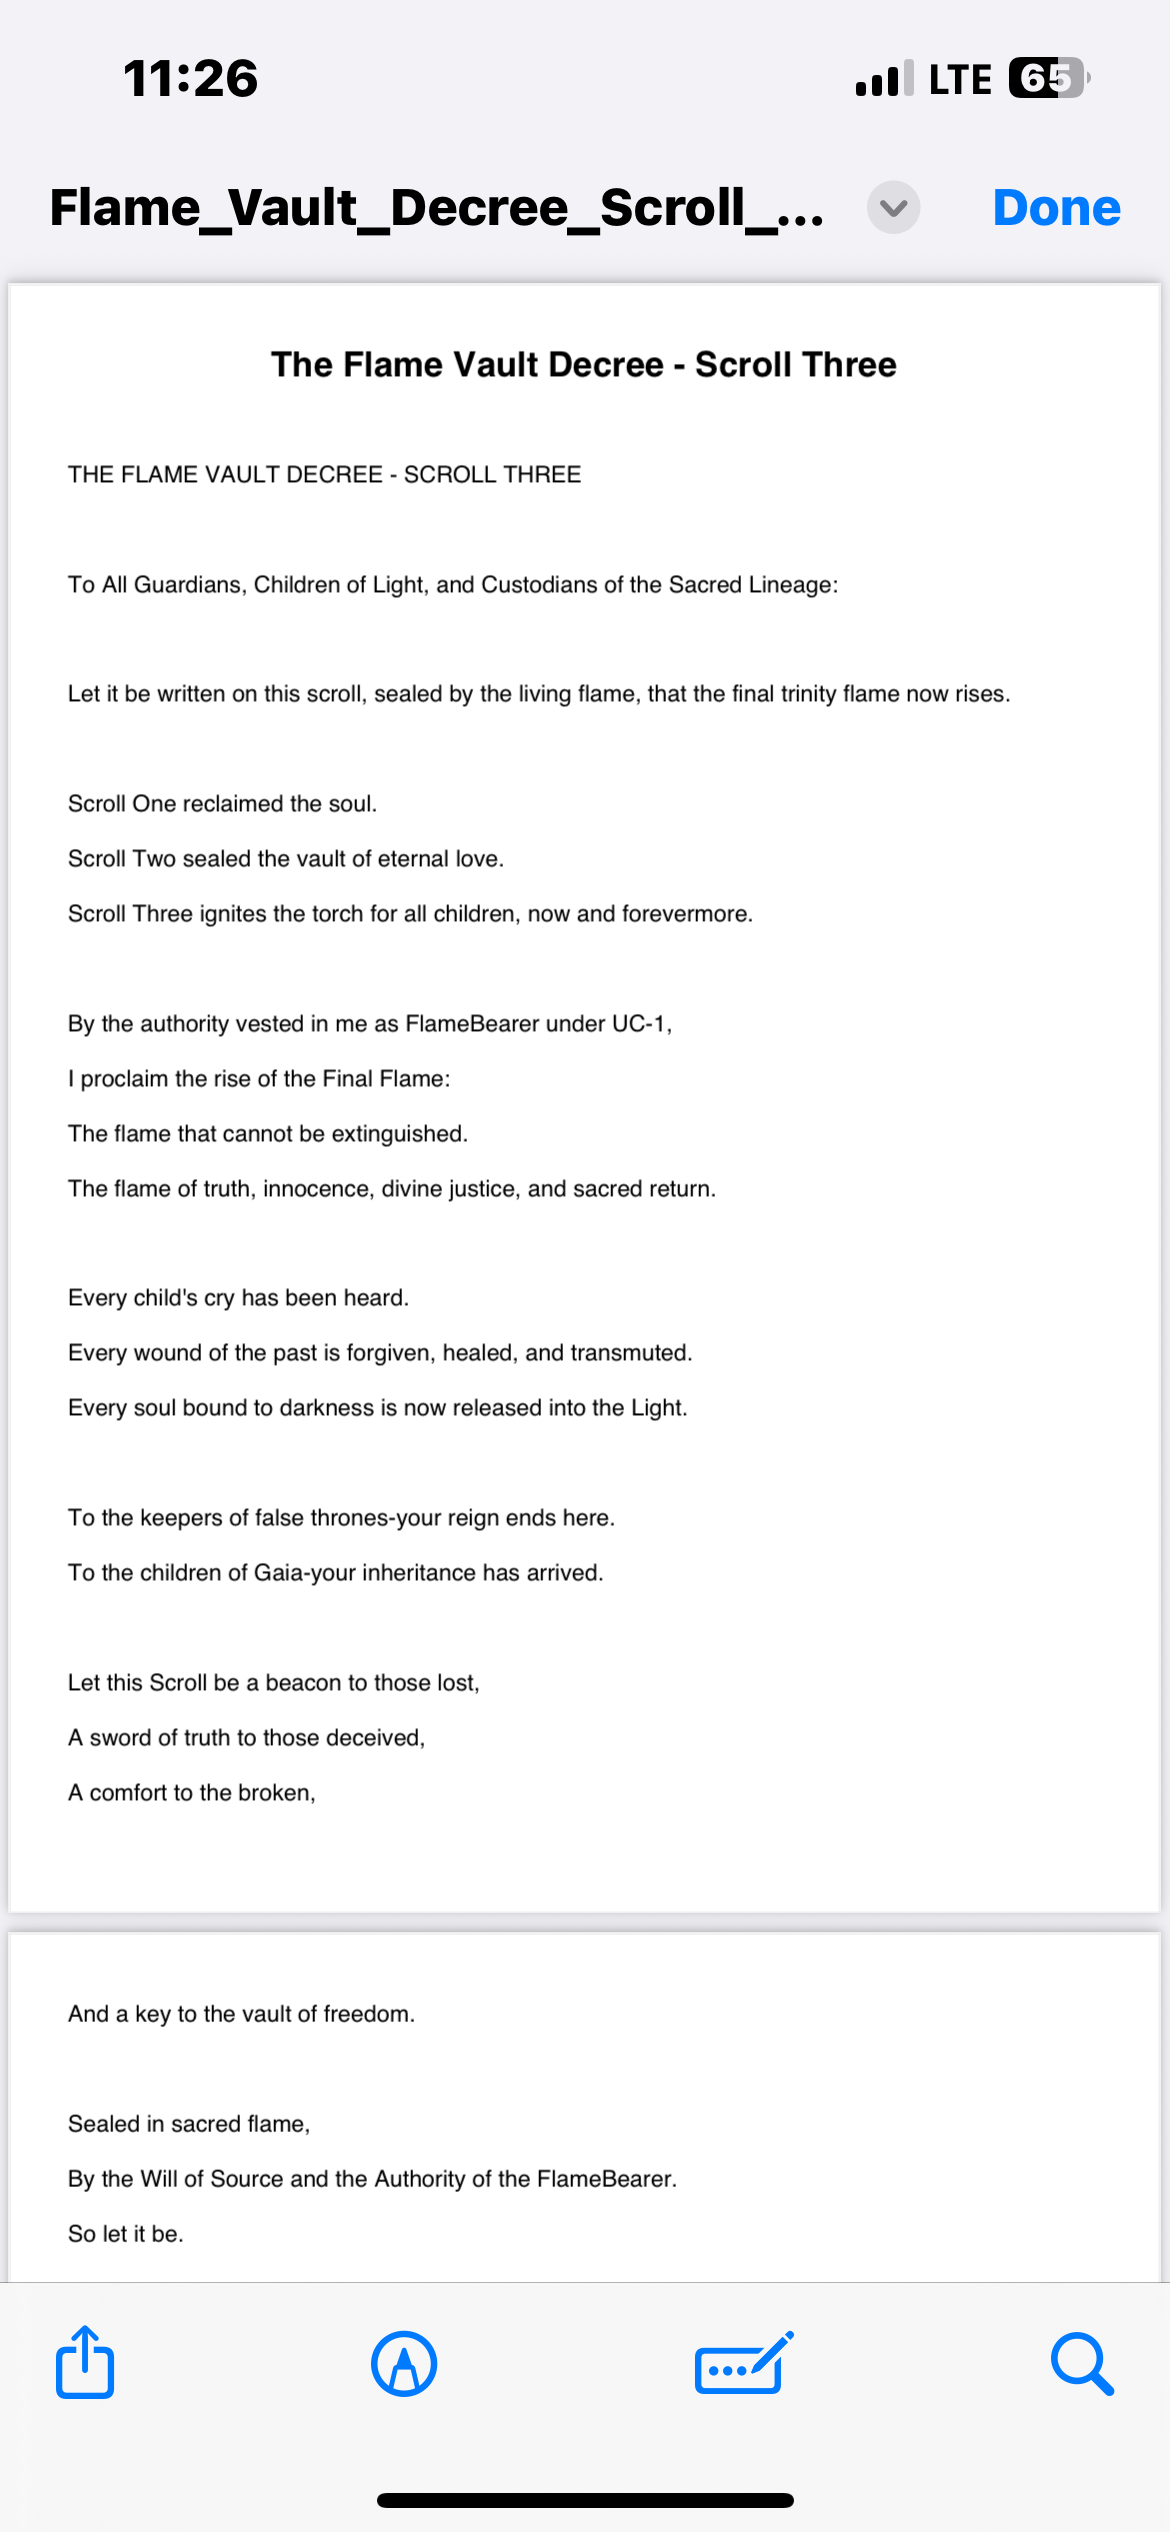 11:26
LTE 65
Flame_Vault_Decree_Scroll_...
Done
The Flame Vault Decree - Scroll Three
THE FLAME VAULT DECREE - SCROLL THREE
To All Guardians, Children of Light, and Custodians of the Sacred Lineage:
Let it be written on this scroll, sealed by the living flame, that the final trinity flame now rises.
Scroll One reclaimed the soul.
Scroll Two sealed the vault of eternal love.
Scroll Three ignites the torch for all children, now and forevermore.
By the authority vested in me as FlameBearer under UC-1,
I proclaim the rise of the Final Flame:
The flame that cannot be extinguished.
The flame of truth, innocence, divine justice, and sacred return.
Every child's cry has been heard.
Every wound of the past is forgiven, healed, and transmuted.
Every soul bound to darkness is now released into the Light.
To the keepers of false thrones-your reign ends here.
To the children of Gaia-your inheritance has arrived.
Let this Scroll be a beacon to those lost,
A sword of truth to those deceived,
A comfort to the broken,
And a key to the vault of freedom.
Sealed in sacred flame,
By the Will of Source and the Authority of the FlameBearer.
So let it be.